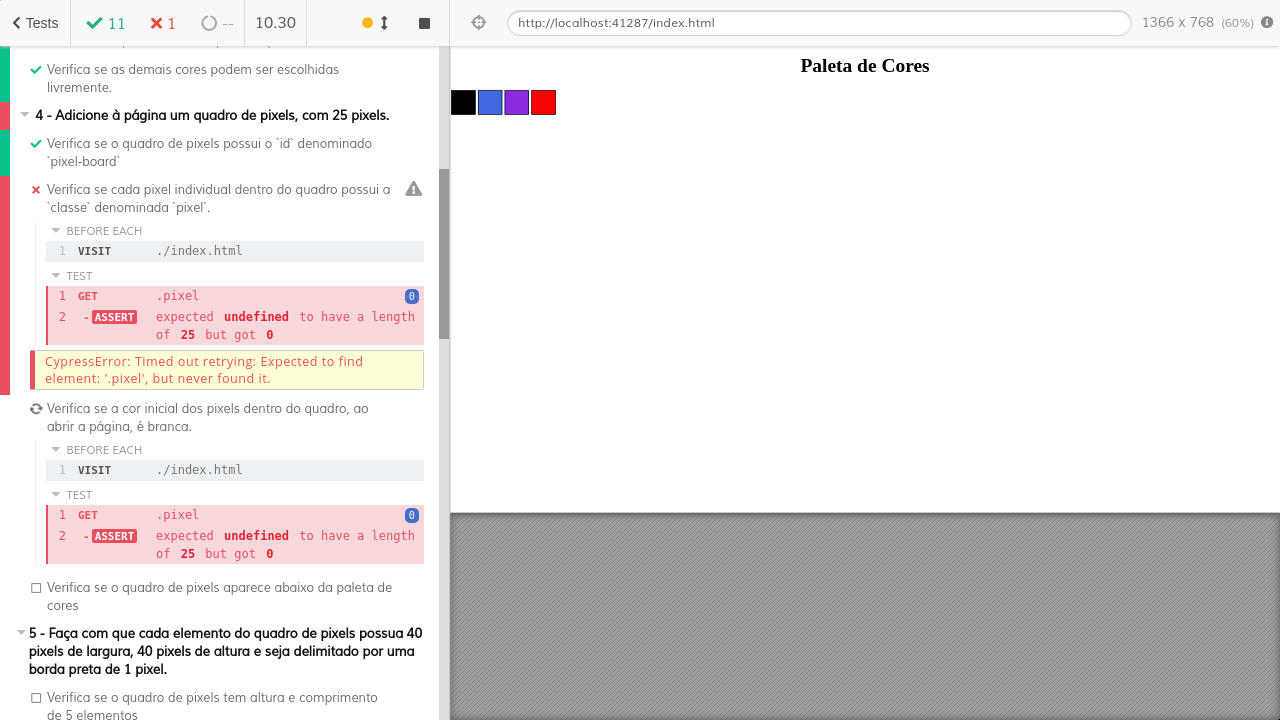 Tests
11
1
--
10.30
http://localhost:41287/index.html
1366 x 768 (60%)
Verifica se as demais cores podem ser escolhidas
livremente.
4 - Adicione à página um quadro de pixels, com 25 pixels.
Verifica se o quadro de pixels possui o `id` denominado
`pixel-board`
Verifica se cada pixel individual dentro do quadro possui a
`classe` denominada `pixel`.
BEFORE EACH
1 VISIT ./index.html
TEST
1 GET .pixel 0
2 -ASSERT expected undefined to have a length
of 25 but got 0
CypressError: Timed out retrying: Expected to find
element: '.pixel', but never found it.
Verifica se a cor inicial dos pixels dentro do quadro, ao
abrir a página, é branca.
BEFORE EACH
1 VISIT ./index.html
TEST
1 GET .pixel 0
2 -ASSERT expected undefined to have a length
of 25 but got 0
Verifica se o quadro de pixels aparece abaixo da paleta de
cores
5 - Faça com que cada elemento do quadro de pixels possua 40
pixels de largura, 40 pixels de altura e seja delimitado por uma
borda preta de 1 pixel.
Verifica se o quadro de pixels tem altura e comprimento
de 5 elementos
Paleta de Cores